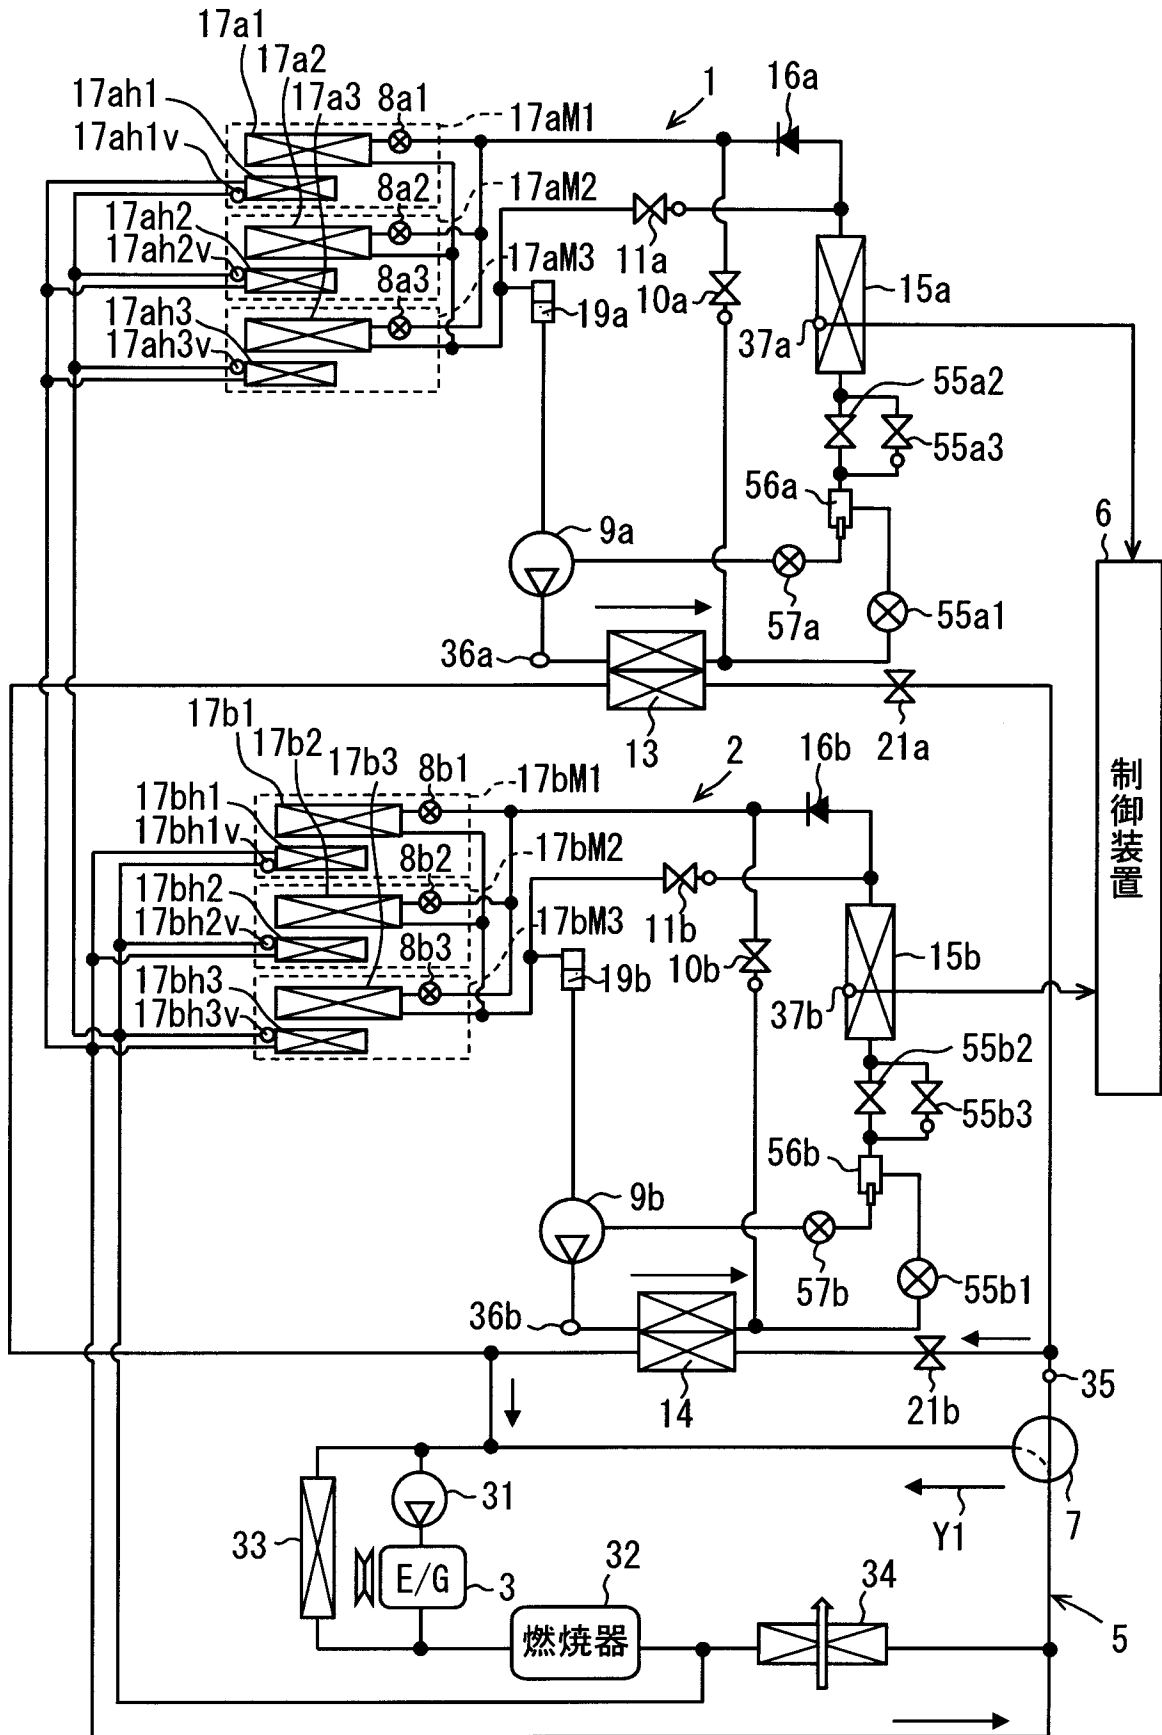 17a1
17a2
17a3
17ah1
17ah1v
8a1
17aM1
1
16a
8a2
17aM2
17ah2
17ah2v
8a3
17aM3
11a
10a
15a
17ah3
17ah3v
19a
37a
55a2
55a3
56a
6
9a
57a
55a1
36a
13
21a
17b1
17b2
17b3
8b1
17bM1
2
16b
制御装置
17bh1
17bh1v
8b2
17bM2
17bh2
17bh2v
8b3
17bM3
11b
10b
15b
17bh3
17bh3v
19b
37b
55b2
55b3
56b
9b
57b
55b1
36b
14
21b
35
31
Y1
7
33
E/G
3
32
34
燃焼器
5